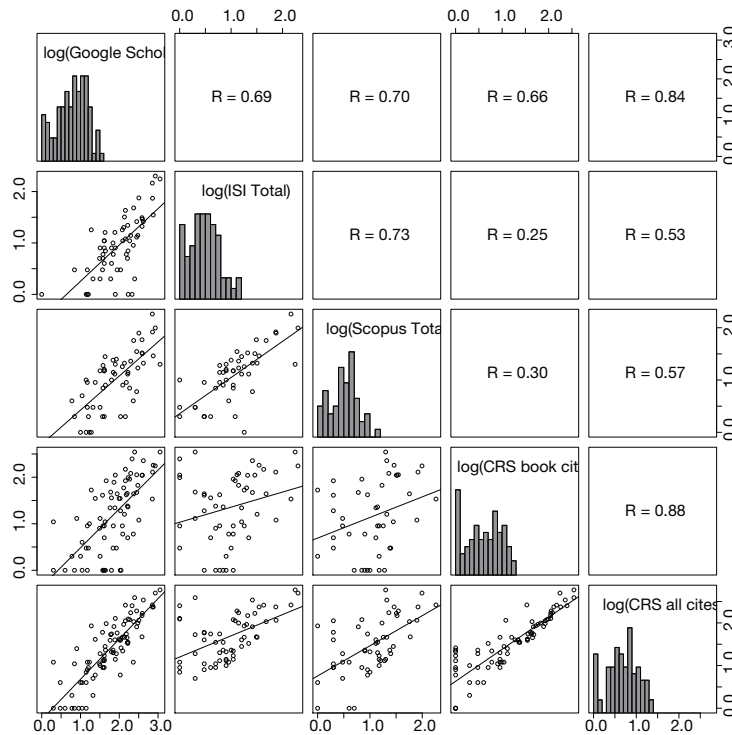 0.0 1.0 2.0 0.0 1.0 2.0
log(Google Schol
R = 0.69 R = 0.70 R = 0.66 R = 0.84
0.0 1.0 2.0 3.0
0.0 1.0 2.0
log(ISI Total)
R = 0.73 R = 0.25 R = 0.53
log(Scopus Tota
R = 0.30 R = 0.57
0.0 1.0 2.0
0.0 1.0 2.0
log(CRS book cit
R = 0.88
log(CRS all cites
0.0 1.0 2.0
0.0 1.0 2.0 3.0 0.0 1.0 2.0 0.0 1.0 2.0